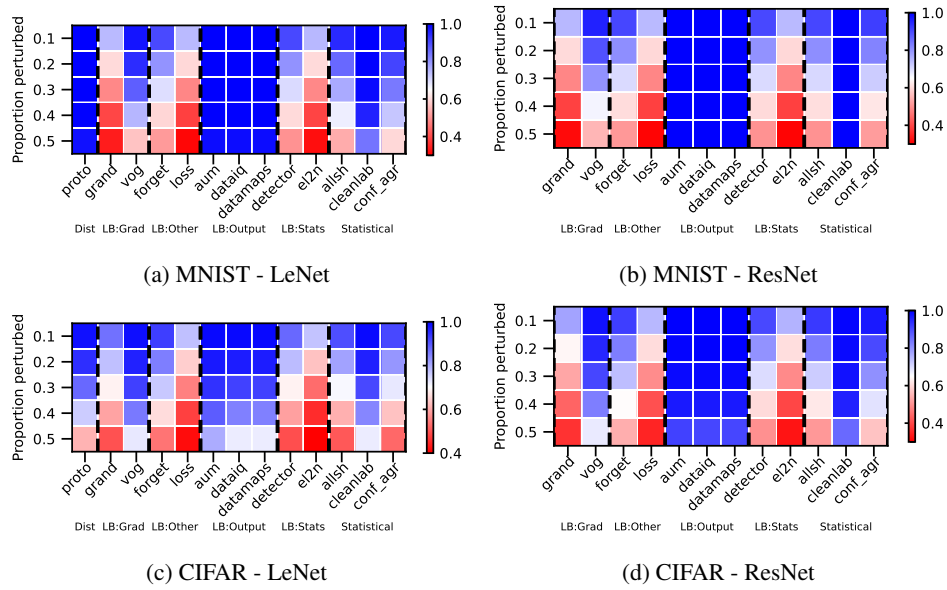 Proportion perturbed
0.1
0.2
0.3
0.4
0.5
proto
grand
vog
forget
loss
aum
dataiq
datamaps
detector
el2n
allsh
cleanlab
conf_agr
Dist LB:Grad LB:Other LB:Output LB:Stats Statistical
1.0
0.8
0.6
0.4
(a) MNIST - LeNet
Proportion perturbed
0.1
0.2
0.3
0.4
0.5
grand
vog
forget
loss
aum
dataiq
datamaps
detector
el2n
allsh
cleanlab
conf_agr
LB:Grad LB:Other LB:Output LB:Stats Statistical
1.0
0.8
0.6
0.4
(b) MNIST - ResNet
Proportion perturbed
0.1
0.2
0.3
0.4
0.5
proto
grand
vog
forget
loss
aum
dataiq
datamaps
detector
el2n
allsh
cleanlab
conf_agr
Dist LB:Grad LB:Other LB:Output LB:Stats Statistical
1.0
0.8
0.6
0.4
(c) CIFAR - LeNet
Proportion perturbed
0.1
0.2
0.3
0.4
0.5
grand
vog
forget
loss
aum
dataiq
datamaps
detector
el2n
allsh
cleanlab
conf_agr
LB:Grad LB:Other LB:Output LB:Stats Statistical
1.0
0.8
0.6
0.4
(d) CIFAR - ResNet